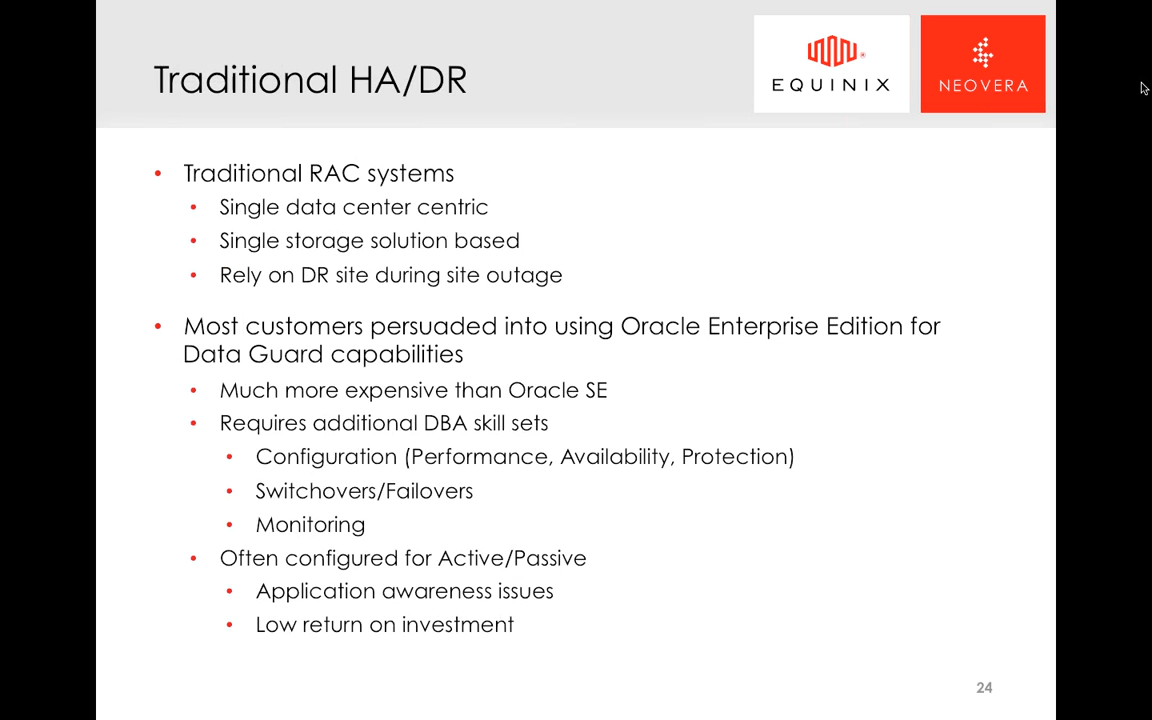 Traditional HA/DR
EQUINIX
NEOVERA
• Traditional RAC systems
• Single data center centric
• Single storage solution based
• Rely on DR site during site outage
• Most customers persuaded into using Oracle Enterprise Edition for
Data Guard capabilities
• Much more expensive than Oracle SE
• Requires additional DBA skill sets
• Configuration (Performance, Availability, Protection)
• Switchovers/Failovers
• Monitoring
• Often configured for Active/Passive
• Application awareness issues
• Low return on investment
24